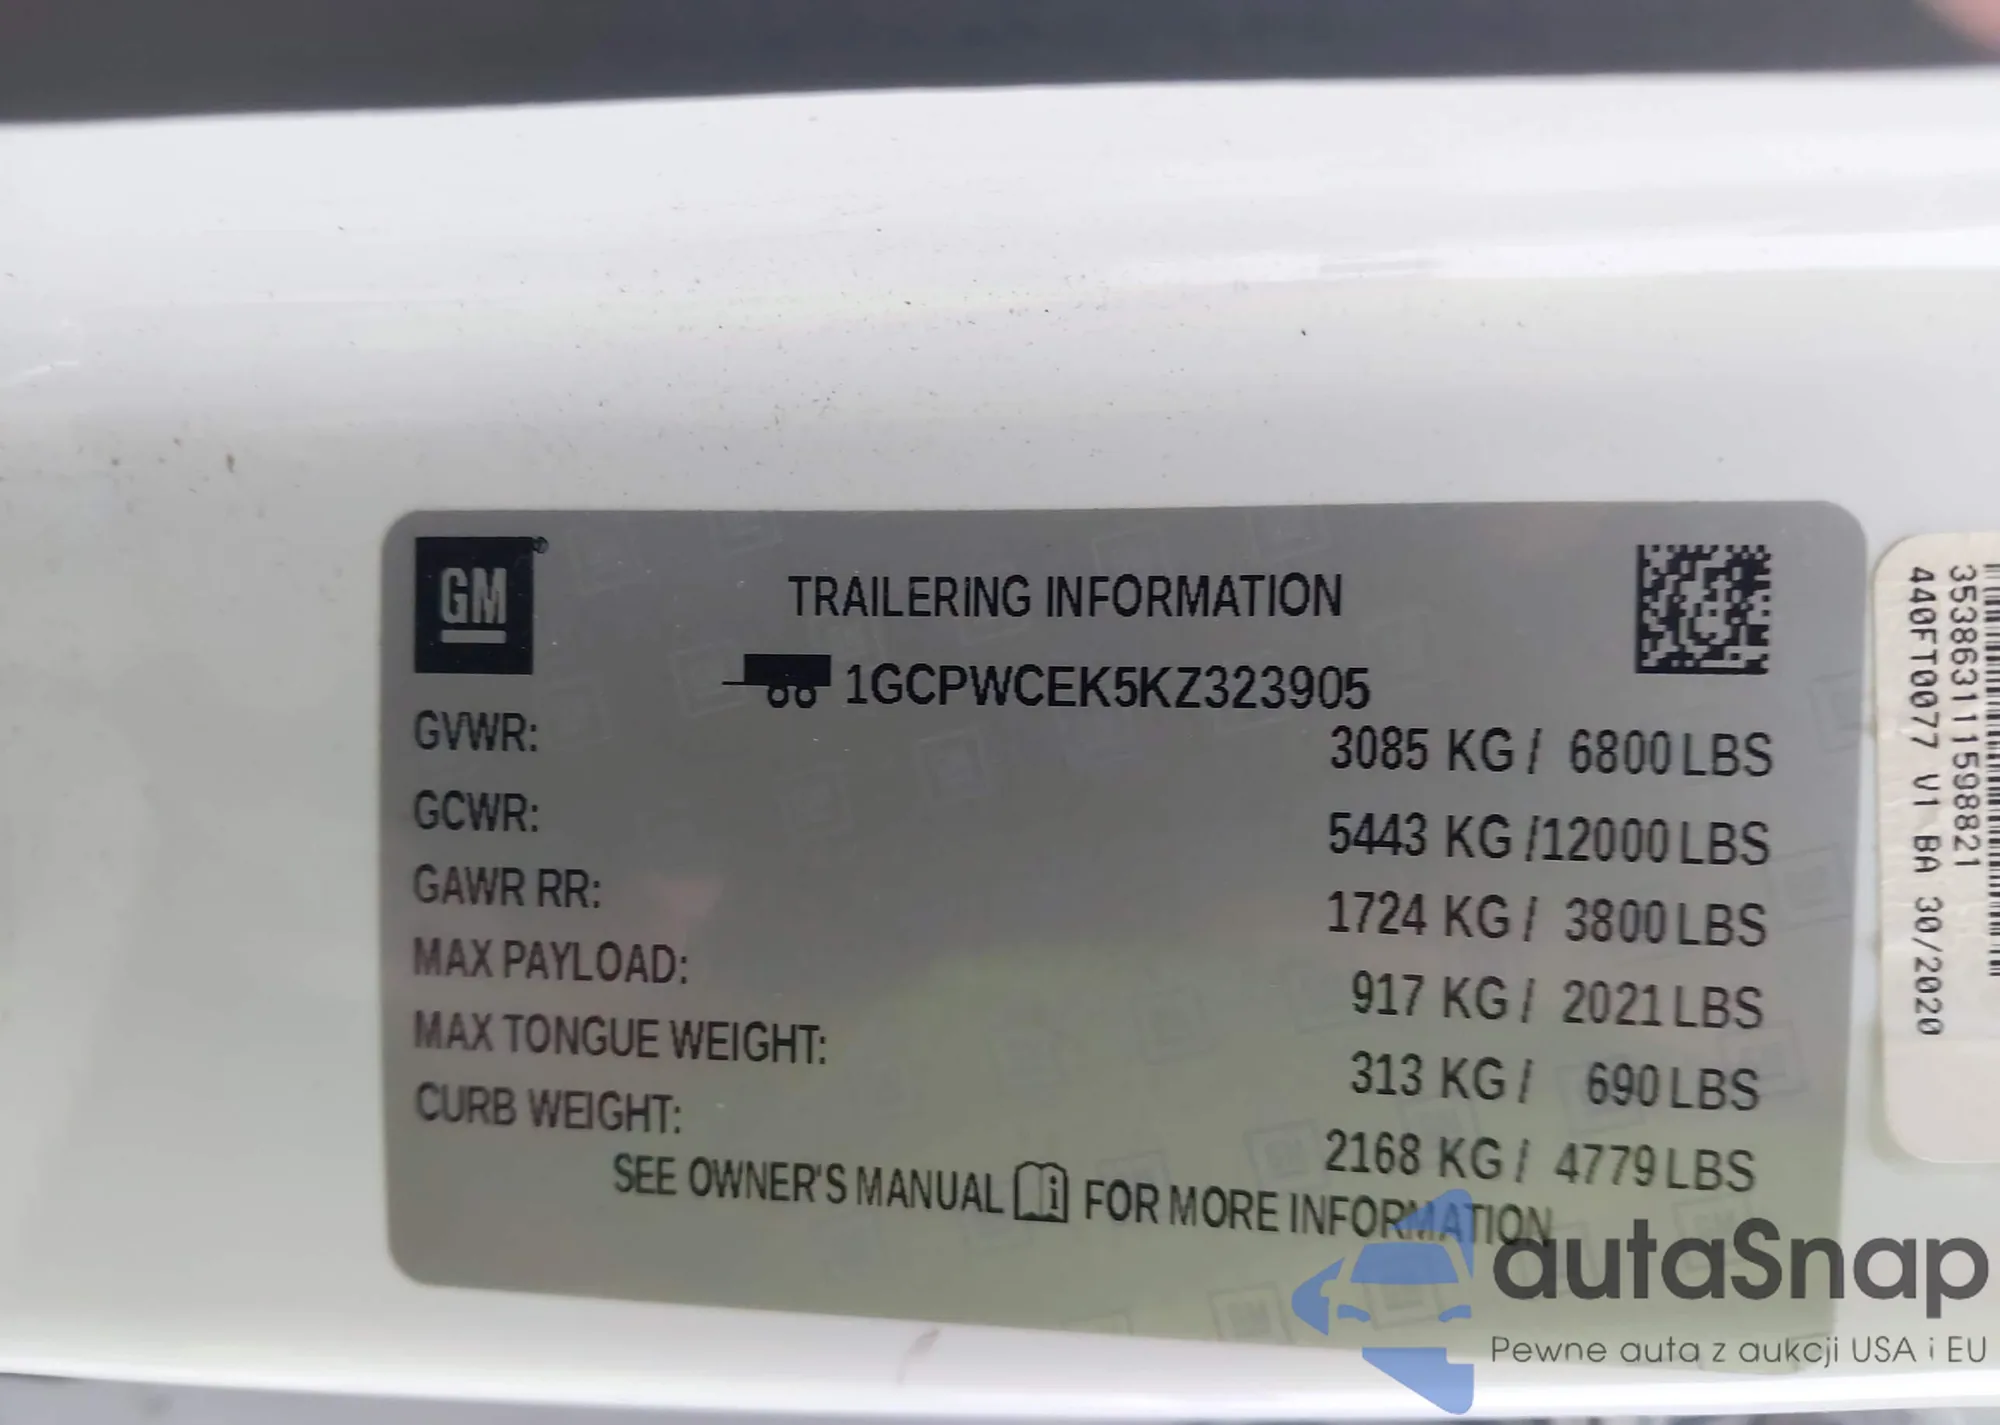 GM®
TRAILERING INFORMATION
1GCPWCEK5KZ323905
GVWR: 3085 KG / 6800 LBS
GCWR: 5443 KG /12000 LBS
GAWR RR: 1724 KG / 3800 LBS
MAX PAYLOAD: 917 KG / 2021 LBS
MAX TONGUE WEIGHT: 313 KG / 690 LBS
CURB WEIGHT: 2168 KG / 4779 LBS
SEE OWNER'S MANUAL FOR MORE INFORMATION
353863111598821
440FT0077 V1 BA 30/2020
autaSnap
Pewne auta z aukcji USA i EU